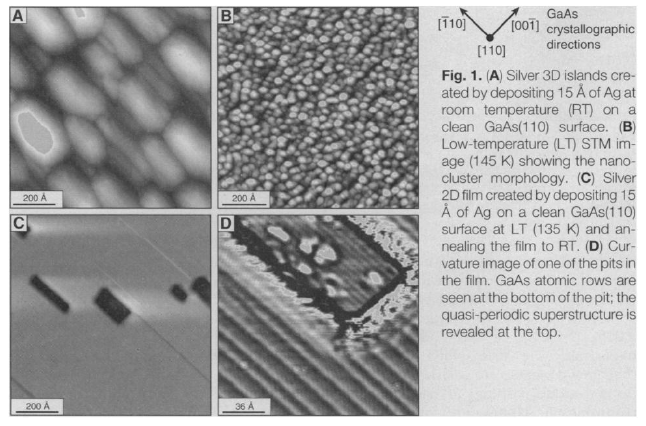 A
B
200 Å
200 Å
C
D
200 Å
36 Å
[1̄10]
[001̄]
[110]
GaAs
crystallographic
directions
Fig. 1. (A) Silver 3D islands cre-
ated by depositing 15 Å of Ag at
room temperature (RT) on a
clean GaAs(110) surface. (B)
Low-temperature (LT) STM im-
age (145 K) showing the nano-
cluster morphology. (C) Silver
2D film created by depositing 15
Å of Ag on a clean GaAs(110)
surface at LT (135 K) and an-
nealing the film to RT. (D) Cur-
vature image of one of the pits in
the film. GaAs atomic rows are
seen at the bottom of the pit; the
quasi-periodic superstructure is
revealed at the top.